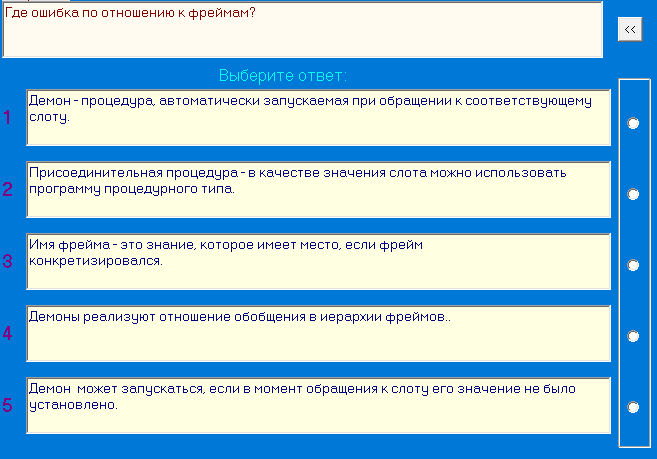 Где ошибка по отношению к фреймам?
<<
Выберите ответ:
1
Демон - процедура, автоматически запускаемая при обращении к соответствующему
слоту.
2
Присоединительная процедура - в качестве значения слота можно использовать
программу процедурного типа.
3
Имя фрейма - это знание, которое имеет место, если фрейм
конкретизировался.
4
Демоны реализуют отношение обобщения в иерархии фреймов..
5
Демон  может запускаться, если в момент обращения к слоту его значение не было
установлено.